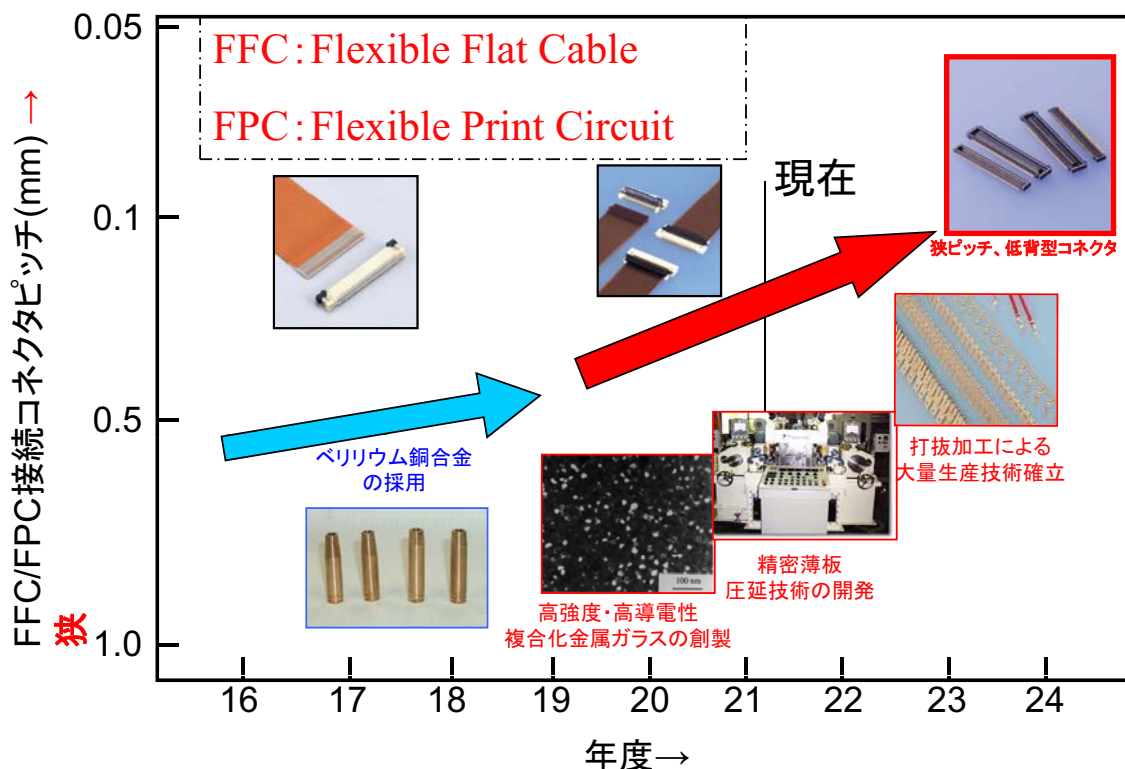 0.05
0.1
0.5
1.0
FFC/FPC接続コネクタピッチ(mm) →
狭
FFC:Flexible Flat Cable
FPC:Flexible Print Circuit
現在
狭ピッチ、低背型コネクタ
ベリリウム銅合金
の採用
打抜加工による
大量生産技術確立
精密薄板
圧延技術の開発
100 nm
高強度・高導電性
複合化金属ガラスの創製
16 17 18 19 20 21 22 23 24
年度→